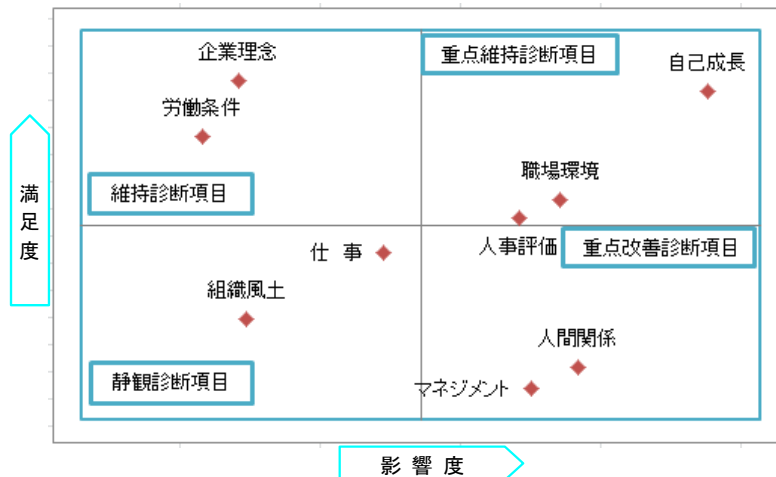 企業理念
重点維持診断項目
自己成長
労働条件
職場環境
維持診断項目
満足度
人事評価
重点改善診断項目
仕 事
組織風土
人間関係
静観診断項目
マネジメント
影 響 度